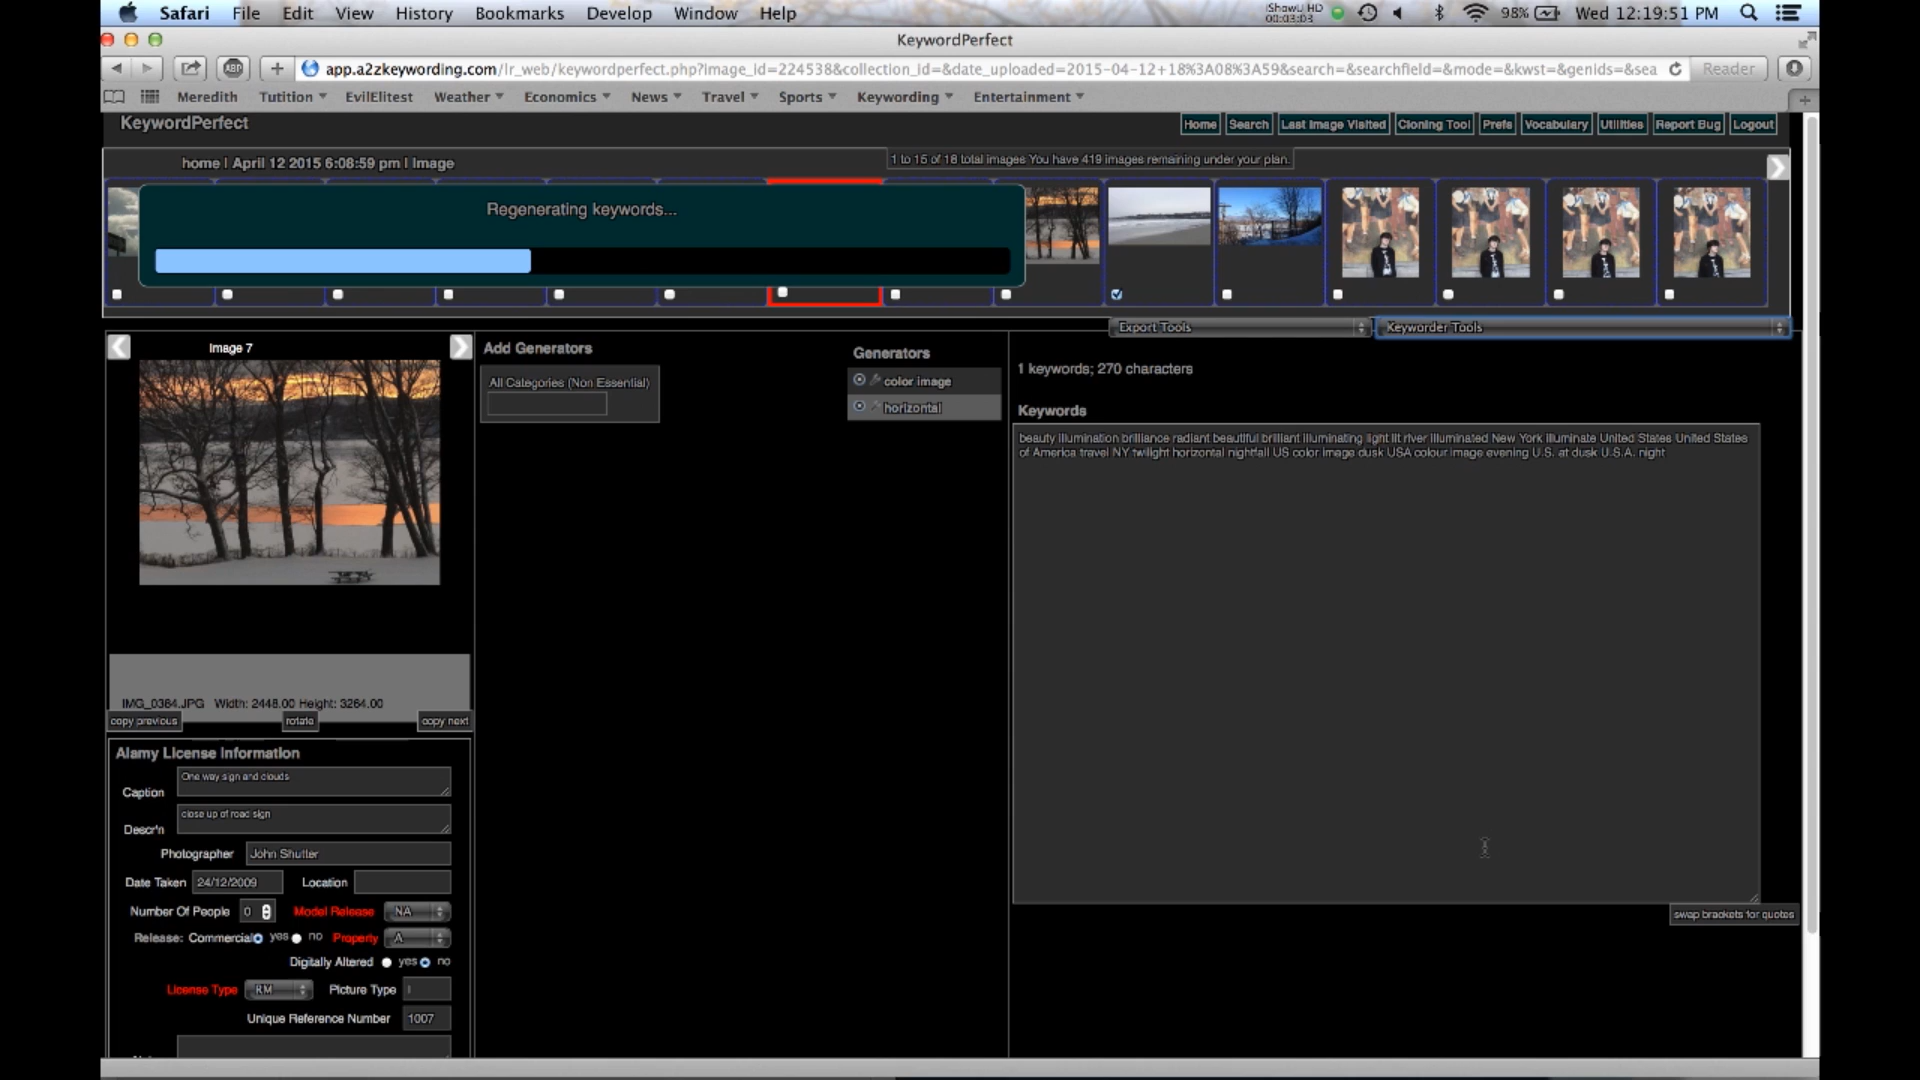 Safari File Edit View History Bookmarks Develop Window Help iShowU HD 00:03:03 98% Wed 12:19:51 PM
KeywordPerfect
ABP + app.a2zkeywording.com/lr_web/keywordperfect.php?image_id=224538&collection_id=&date_uploaded=2015-04-12+18%3A08%3A59&search=&searchfield=&mode=&kwst=&genids=&sea Reader
Meredith Tutition EvilElitest Weather Economics News Travel Sports Keywording Entertainment +
KeywordPerfect Home Search Last Image Visited Cloning Tool Prefs Vocabulary Utilities Report Bug Logout
home | April 12 2015 6:08:59 pm | Image 1 to 15 of 18 total images You have 419 images remaining under your plan.
Regenerating keywords...
Export Tools Keyworder Tools
Image 7 Add Generators Generators
All Categories (Non Essential) color image
horizontal
1 keywords; 270 characters
Keywords
beauty illumination brilliance radiant beautiful brilliant illuminating light lit river illuminated New York illuminate United States United States
of America travel NY twilight horizontal nightfall US color image dusk USA colour image evening U.S. at dusk U.S.A. night
IMG_0364.JPG Width: 2448.00 Height: 3264.00
copy previous rotate copy next
Alamy License Information
Caption One way sign and clouds
Descr'n close up of road sign
Photographer John Shutter
Date Taken 24/12/2009 Location
Number Of People 0 Model Release NA
Release: Commercial yes no Property A
Digitally Altered yes no
License Type RM Picture Type
Unique Reference Number 1007
swap brackets for quotes